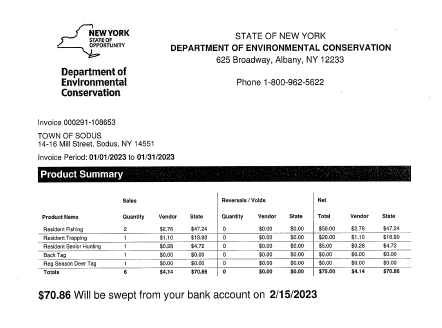 NEW YORK
STATE OF
OPPORTUNITY
Department of
Environmental
Conservation
STATE OF NEW YORK
DEPARTMENT OF ENVIRONMENTAL CONSERVATION
625 Broadway, Albany, NY 12233
Phone 1-800-962-5622
Invoice 000291-108653
TOWN OF SODUS
14-16 Mill Street, Sodus, NY 14551
Invoice Period: 01/01/2023 to 01/31/2023
Product Summary
Sales Reversals / Voids Net
Product Name Quantity Vendor State Quantity Vendor State Total Vendor State
Resident Fishing 2 $2.76 $47.24 0 $0.00 $0.00 $50.00 $2.76 $47.24
Resident Trapping 1 $1.10 $18.90 0 $0.00 $0.00 $20.00 $1.10 $18.90
Resident Senior Hunting 1 $0.28 $4.72 0 $0.00 $0.00 $5.00 $0.28 $4.72
Back Tag 1 $0.00 $0.00 0 $0.00 $0.00 $0.00 $0.00 $0.00
Reg Season Deer Tag 1 $0.00 $0.00 0 $0.00 $0.00 $0.00 $0.00 $0.00
Totals 6 $4.14 $70.86 0 $0.00 $0.00 $75.00 $4.14 $70.86
$70.86 Will be swept from your bank account on 2/15/2023